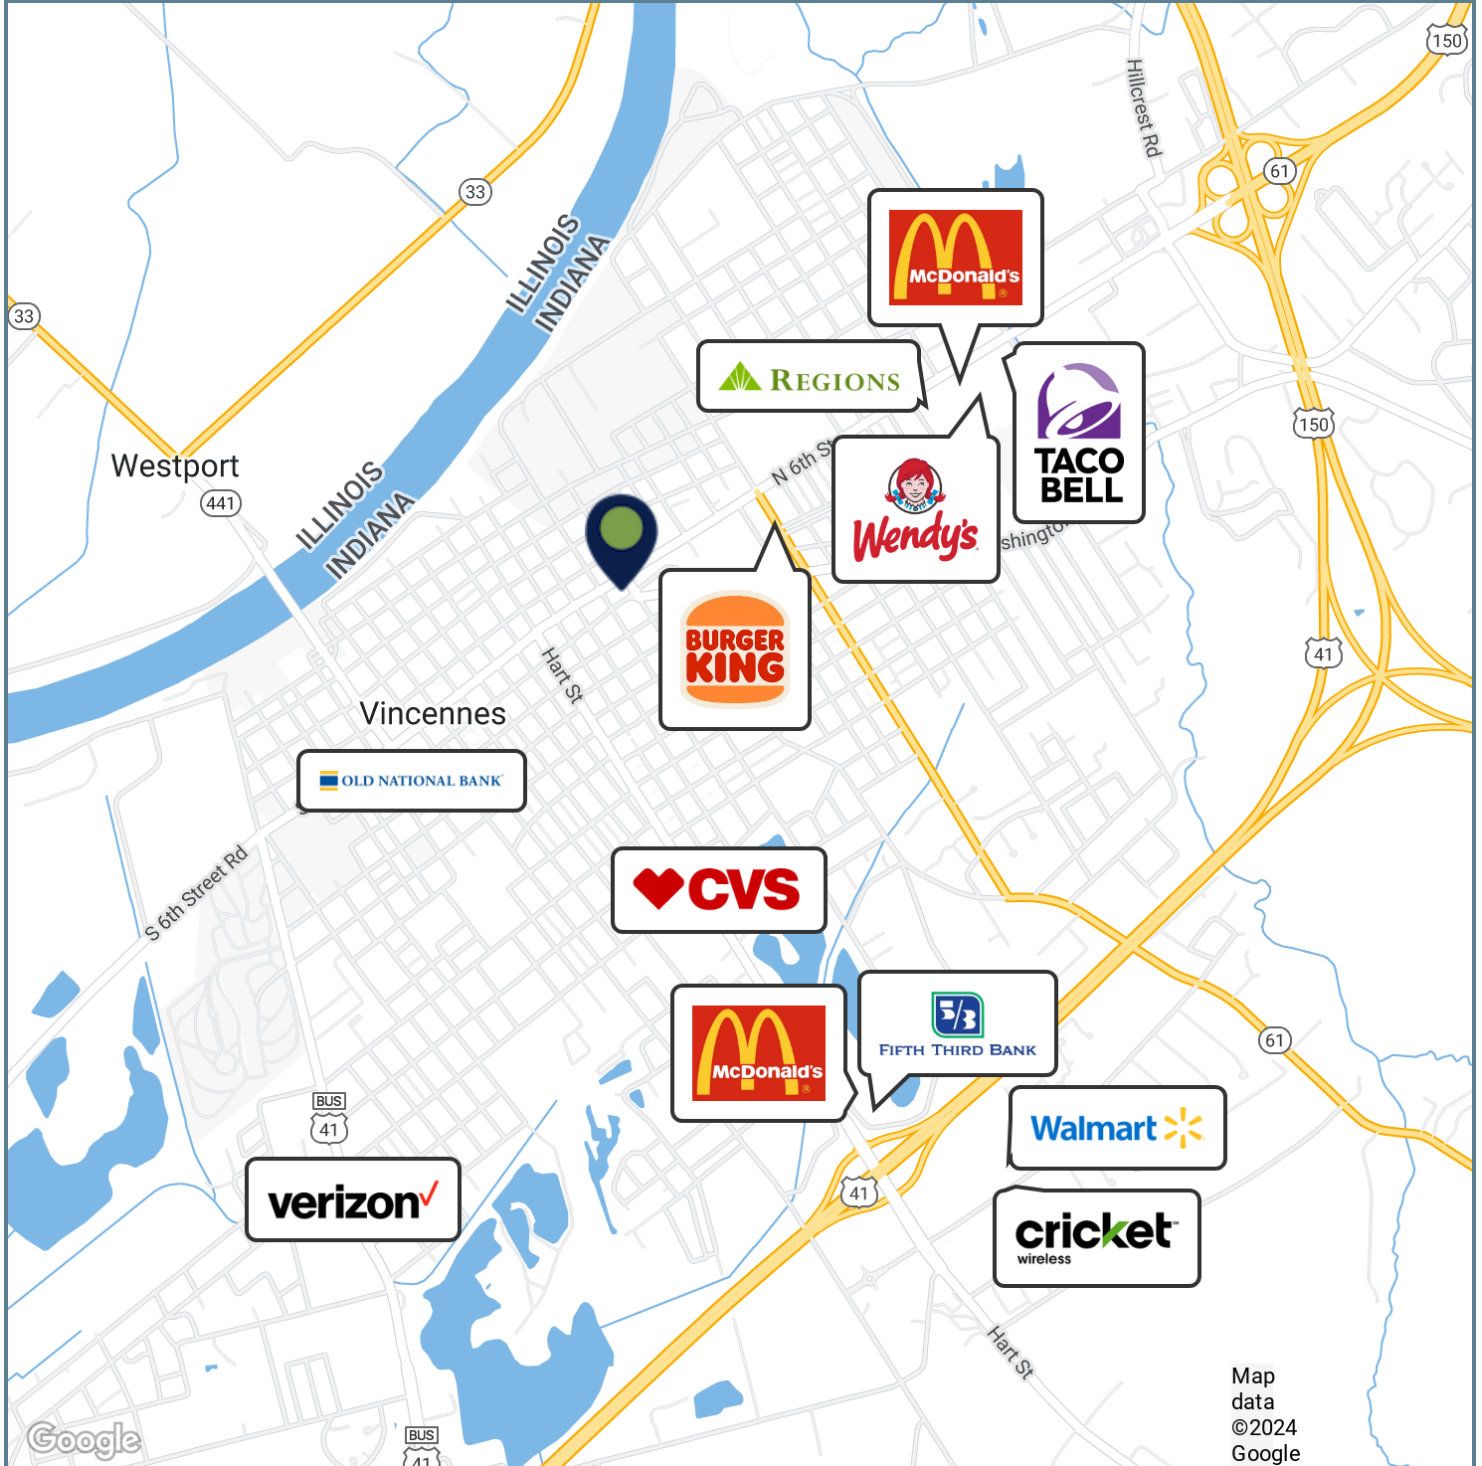 150
Hillcrest Rd
61
33
ILLINOIS
INDIANA
McDonald's
®
33
REGIONS
TACO
BELL
150
Westport
441
N 6th St
ILLINOIS
INDIANA
Wendy's
BURGER
KING
41
Hart St
Vincennes
OLD NATIONAL BANK
S 6th Street Rd
CVS
McDonald's
®
5/3
FIFTH THIRD BANK
61
BUS
41
Walmart
verizon
41
cricket
wireless
Hart St
Map
data
©2024
Google
Google
BUS
41